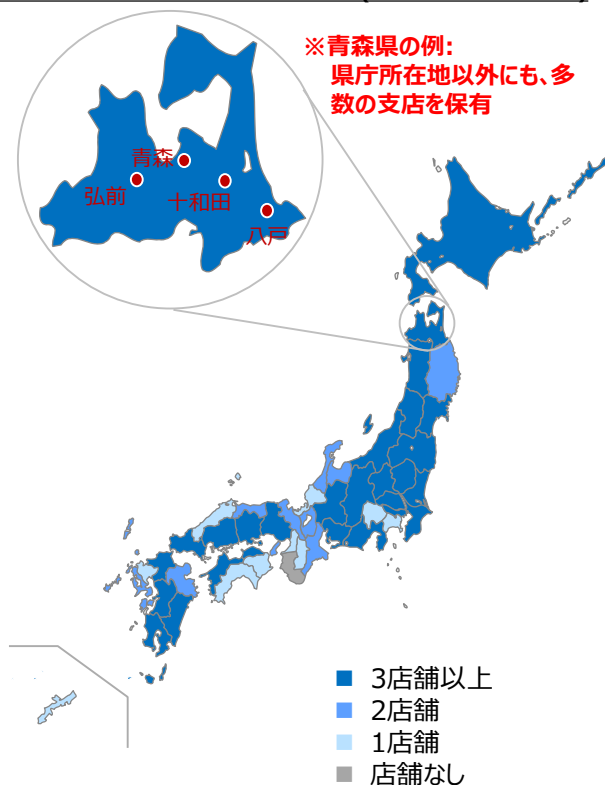 ※青森県の例:
県庁所在地以外にも、多
数の支店を保有
青森
弘前
十和田
八戸
3店舗以上
2店舗
1店舗
店舗なし